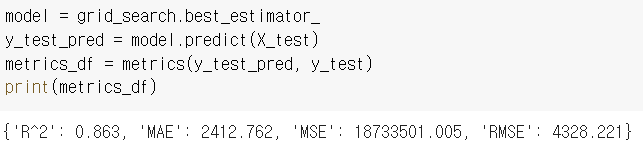 model = grid_search.best_estimator_
y_test_pred = model.predict(X_test)
metrics_df = metrics(y_test_pred, y_test)
print(metrics_df)
{'R^2': 0.863, 'MAE': 2412.762, 'MSE': 18733501.005, 'RMSE': 4328.221}